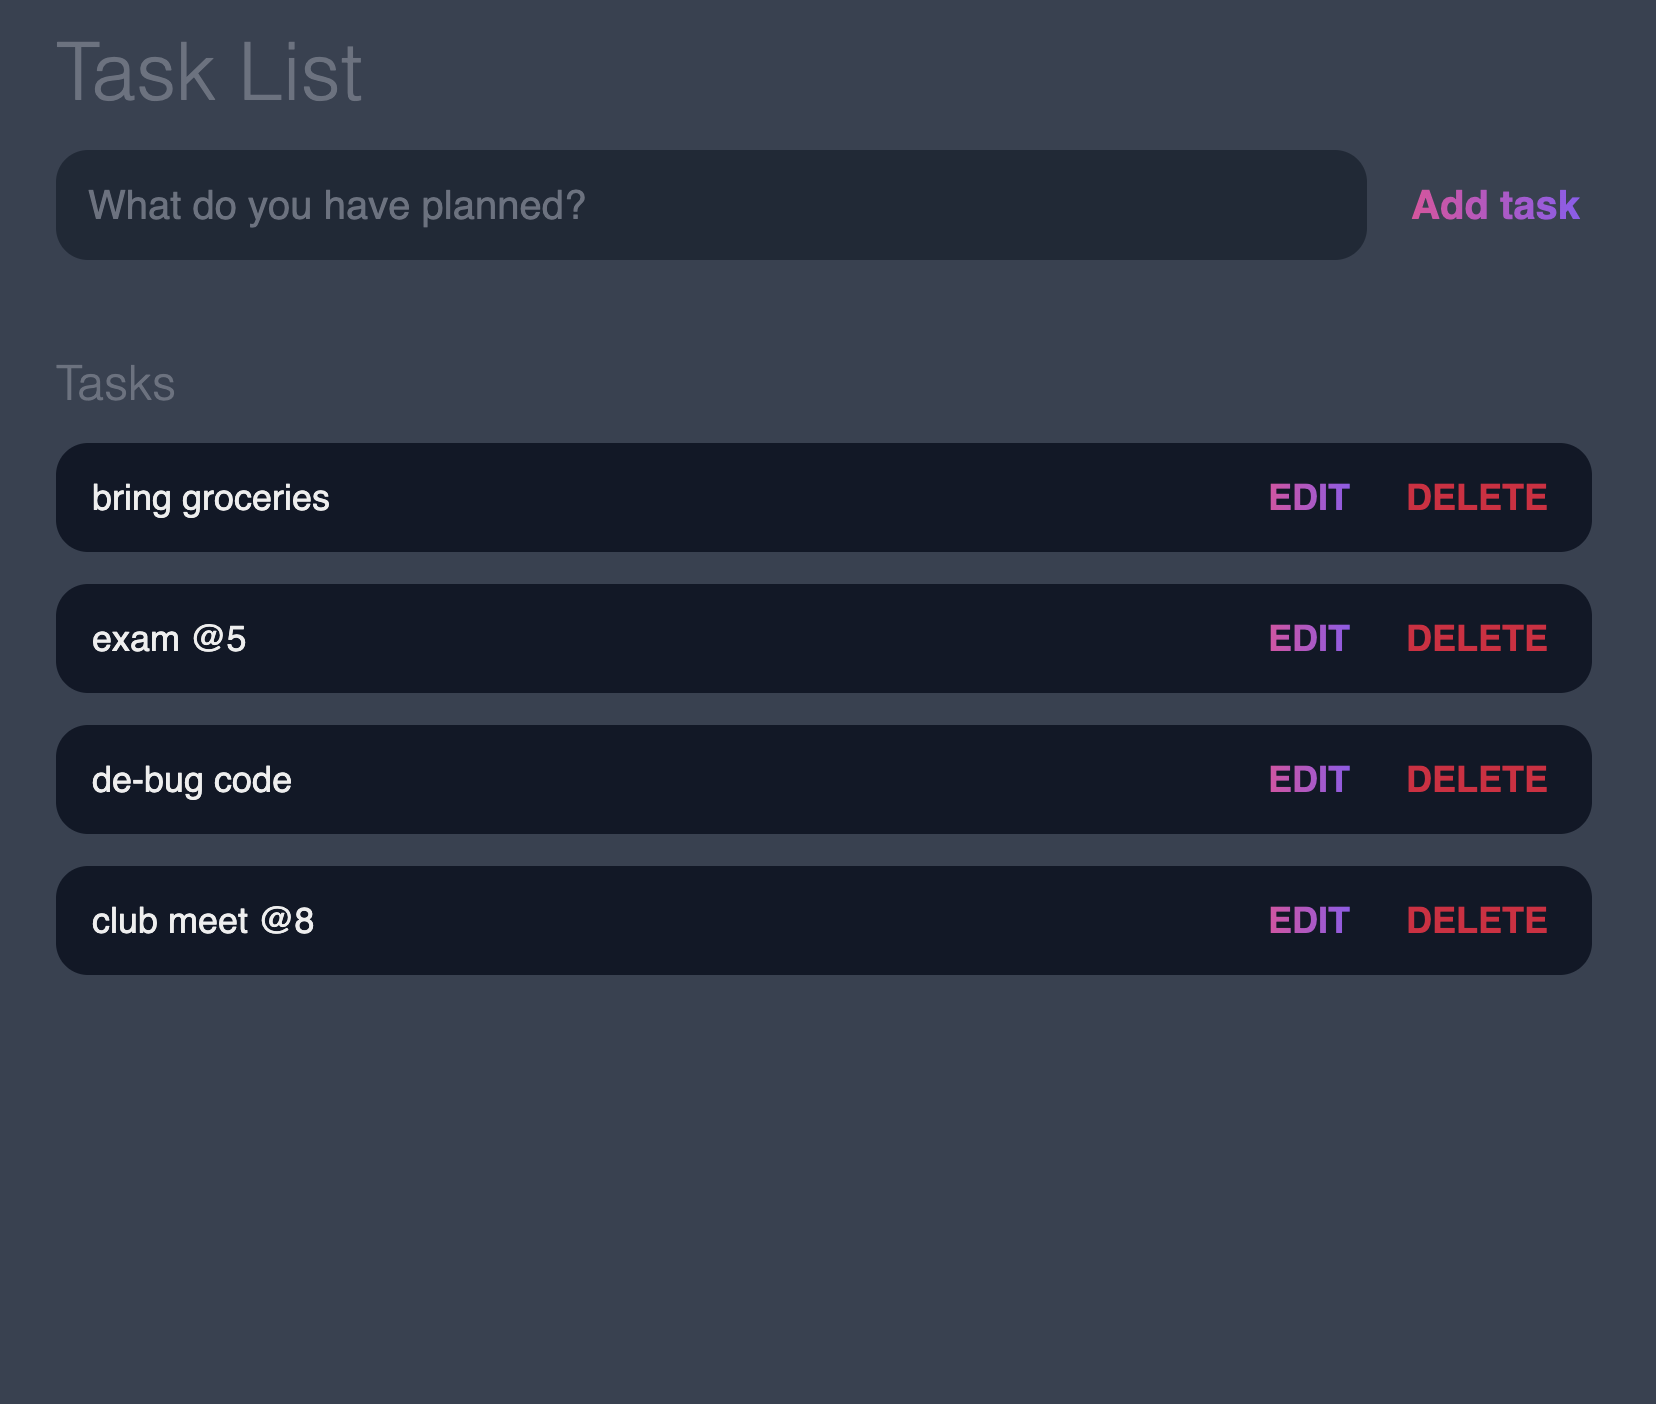 Task List
What do you have planned? Add task
Tasks
bring groceries EDIT DELETE
exam @5 EDIT DELETE
de-bug code EDIT DELETE
club meet @8 EDIT DELETE